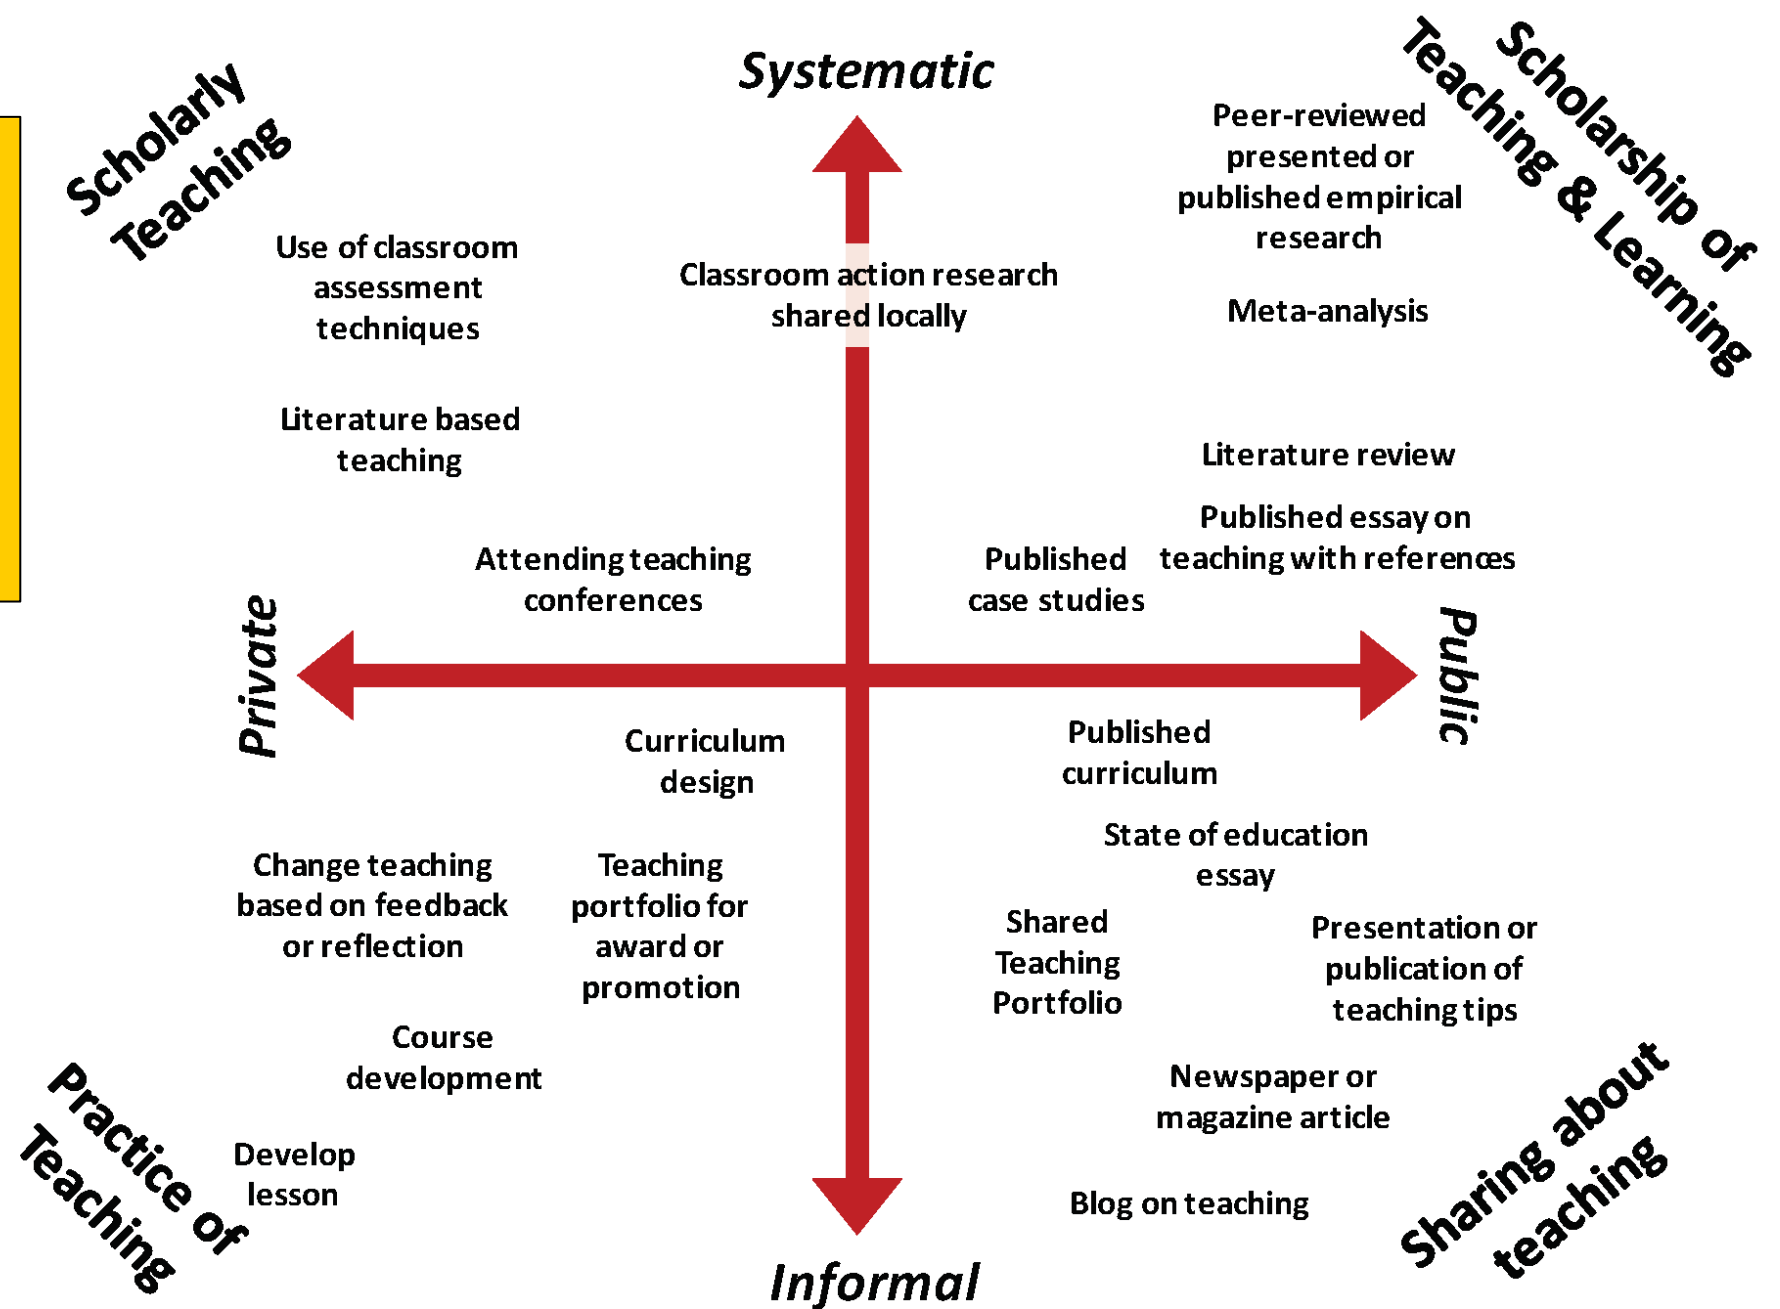 Systematic
Scholarly
Teaching
Scholarship of
Teaching & Learning
Peer-reviewed
presented or
published empirical
research
Use of classroom
assessment
techniques
Classroom action research
shared locally
Meta-analysis
Literature based
teaching
Literature review
Published essay on
teaching with references
Attending teaching
conferences
Published
case studies
Private
Public
Curriculum
design
Published
curriculum
State of education
essay
Change teaching
based on feedback
or reflection
Teaching
portfolio for
award or
promotion
Shared
Teaching
Portfolio
Presentation or
publication of
teaching tips
Course
development
Newspaper or
magazine article
Practice of
Teaching
Develop
lesson
Blog on teaching
Sharing about
teaching
Informal